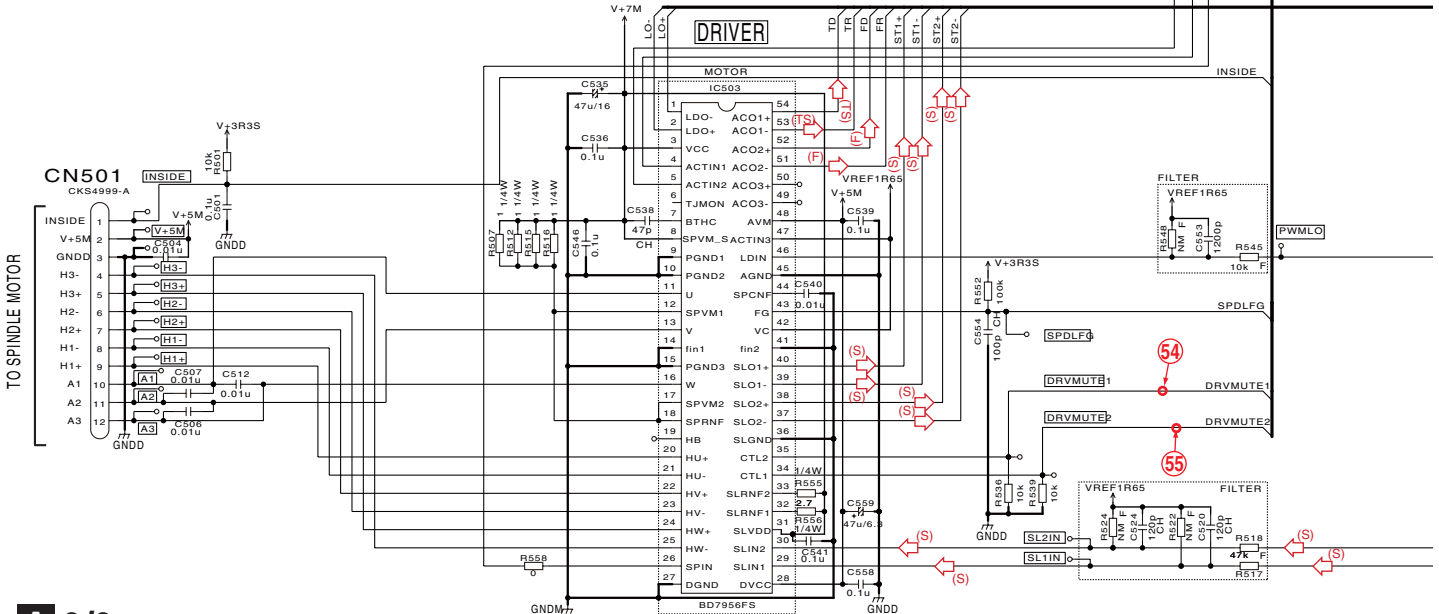 V+7M
LO-
LO+
DRIVER
TD
TR
FD
FR
ST1+
ST1-
ST2+
ST2-
MOTOR
IC503
INSIDE
C535
47u/16
C536
0.1u
V+3R3S
10k
R501
CN501
CKS4999-A
INSIDE
C501
0.1u
GNDD
TO SPINDLE MOTOR
INSIDE 1
V+5M 2
GNDD 3
H3- 4
H3+ 5
H2- 6
H2+ 7
H1- 8
H1+ 9
A1 10
A2 11
A3 12
V+5M
V+5M
C504
0.01u
H3-
H3+
H2-
H2+
H1-
H1+
A1
C507
0.01u
C512
0.01u
A2
C506
0.01u
A3
GNDD
R507 1 1/4W
R512 1 1/4W
R515 1 1/4W
R516 1 1/4W
C546
0.1u
C538
47p
CH
1 LDO-
2 LDO+
3 VCC
4 ACTIN1
5 ACTIN2
6 TJMON
7 BTHC
8 SPVM_S
9 PGND1
10 PGND2
11 U
12 SPVM1
13 V
14 fin1
15 PGND3
16 W
17 SPVM2
18 SPRNF
19 HB
20 HU+
21 HU-
22 HV+
23 HV-
24 HW+
25 HW-
26 SPIN
27 DGND
54 ACO1+
53 ACO1-
52 ACO2+
51 ACO2-
50 ACO3+
49 ACO3-
48 AVM
47 ACTIN3
46 LDIN
45 AGND
44 SPCNF
43 FG
42 VC
41 fin2
40 SLO1+
39 SLO1-
38 SLO2+
37 SLO2-
36 SLGND
35 CTL2
34 CTL1
33 SLRNF2
32 SLRNF1
31 SLVDD
30 SLIN2
29 SLIN1
28 DVCC
BD7956FS
GNDM
GNDD
R558
0
(TS)
(TS)
(F)
(F)
(S)
(S)
(S)
(S)
VREF1R65
V+5M
C539
0.1u
C540
0.01u
(S)
(S)
(S)
(S)
1/4W
R555
2.7
R556
1/4W
C541
0.1u
C559
47u/6.3
C558
0.1u
V+3R3S
R552
100k
C554
100p CH
SPDLFG
SPDLFG
FILTER
VREF1R65
R548
NM F
C553
1200p
R545
10k F
PWMLO
54
DRVMUTE1
DRVMUTE1
DRVMUTE2
DRVMUTE2
55
R536
10k
R539
10k
GNDD
VREF1R65
FILTER
R524
NM F
C524
120p
CH
R522
NM F
C520
120p
CH
SL2IN
SL1IN
R518
47k F
R517
(S)
(S)
(S)
(S)